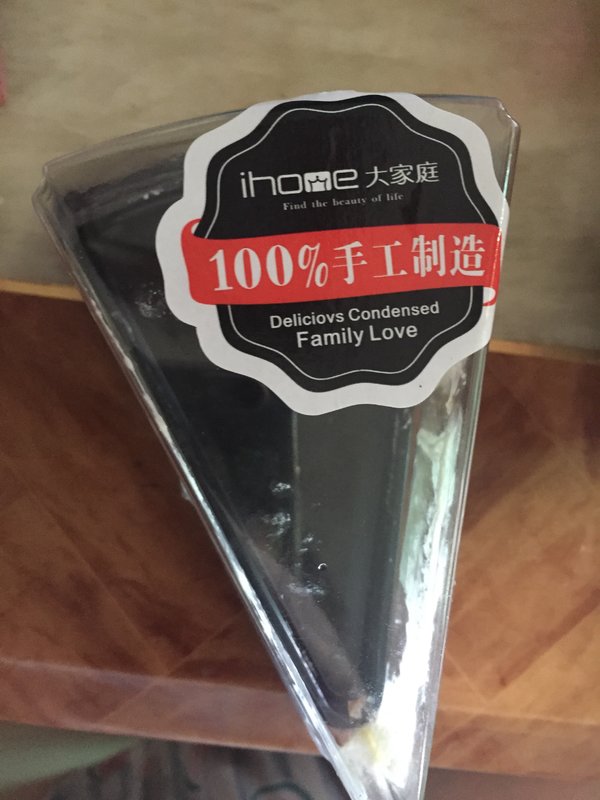 ihome 大家庭
Find the beauty of life
100%手工制造
Deliciovs Condensed
Family Love